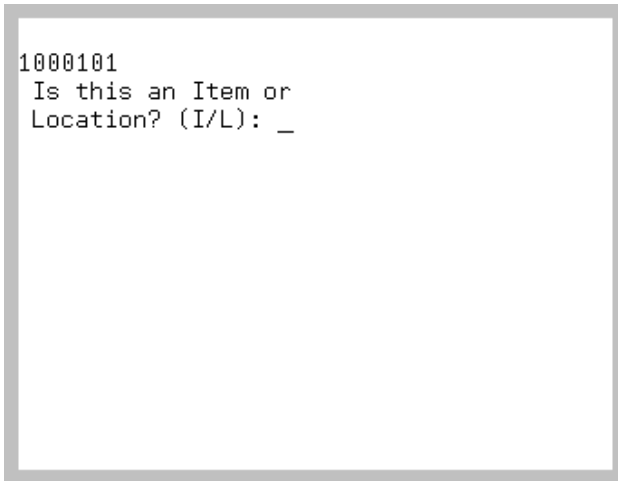 1000101
Is this an Item or
Location? (I/L): _